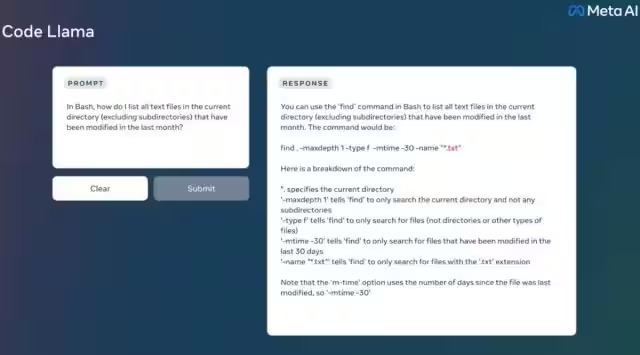 Meta AI
Code Llama
PROMPT
In Bash, how do I list all text files in the current
directory (excluding subdirectories) that have
been modified in the last month?
Clear
Submit
RESPONSE
You can use the 'find' command in Bash to list all text files in the current
directory (excluding subdirectories) that have been modified in the last
month. The command would be:
find . -maxdepth 1 -type f -mtime -30 -name "*.txt"
Here is a breakdown of the command:
'. specifies the current directory
'-maxdepth 1' tells 'find' to only search the current directory and not any
subdirectories
'-type f' tells 'find' to only search for files (not directories or other types of
files)
'-mtime -30' tells 'find' to only search for files that have been modified in the
last 30 days
'-name "*.txt"' tells 'find' to only search for files with the '.txt' extension
Note that the 'm-time' option uses the number of days since the file was last
modified, so '-mtime -30'